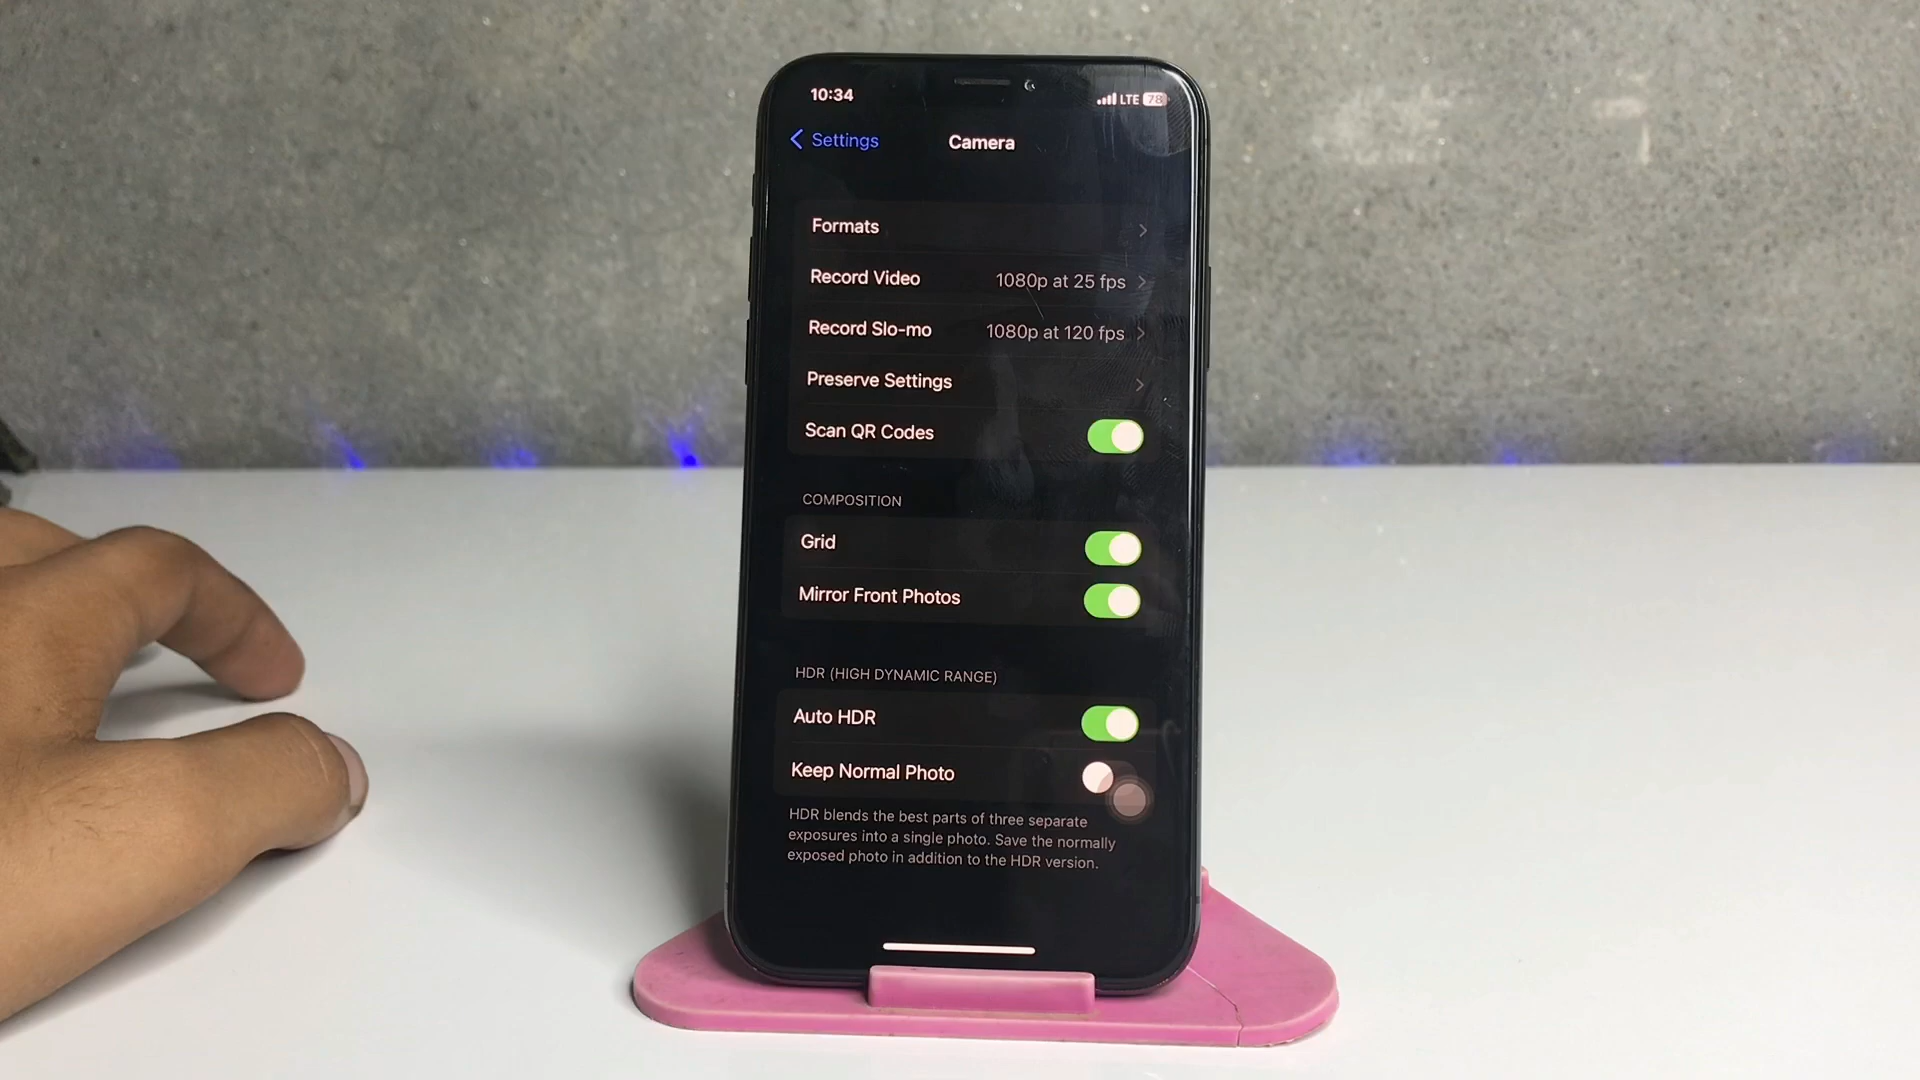 10:34
LTE 78
Settings
Camera
Formats
Record Video 1080p at 25 fps
Record Slo-mo 1080p at 120 fps
Preserve Settings
Scan QR Codes
COMPOSITION
Grid
Mirror Front Photos
HDR (HIGH DYNAMIC RANGE)
Auto HDR
Keep Normal Photo
HDR blends the best parts of three separate
exposures into a single photo. Save the normally
exposed photo in addition to the HDR version.